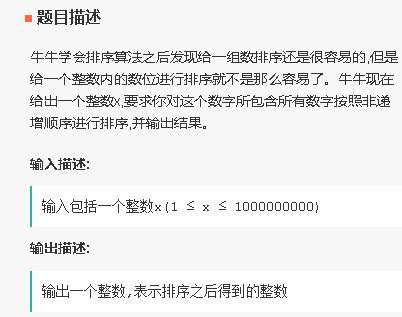 题目描述
牛牛学会排序算法之后发现给一组数排序还是很容易的,但是
给一个整数内的数位进行排序就不是那么容易了。牛牛现在
给出一个整数x,要求你对这个数字所包含所有数字按照非递
增顺序进行排序,并输出结果。
输入描述:
输入包括一个整数x(1 ≤ x ≤ 1000000000)
输出描述:
输出一个整数,表示排序之后得到的整数